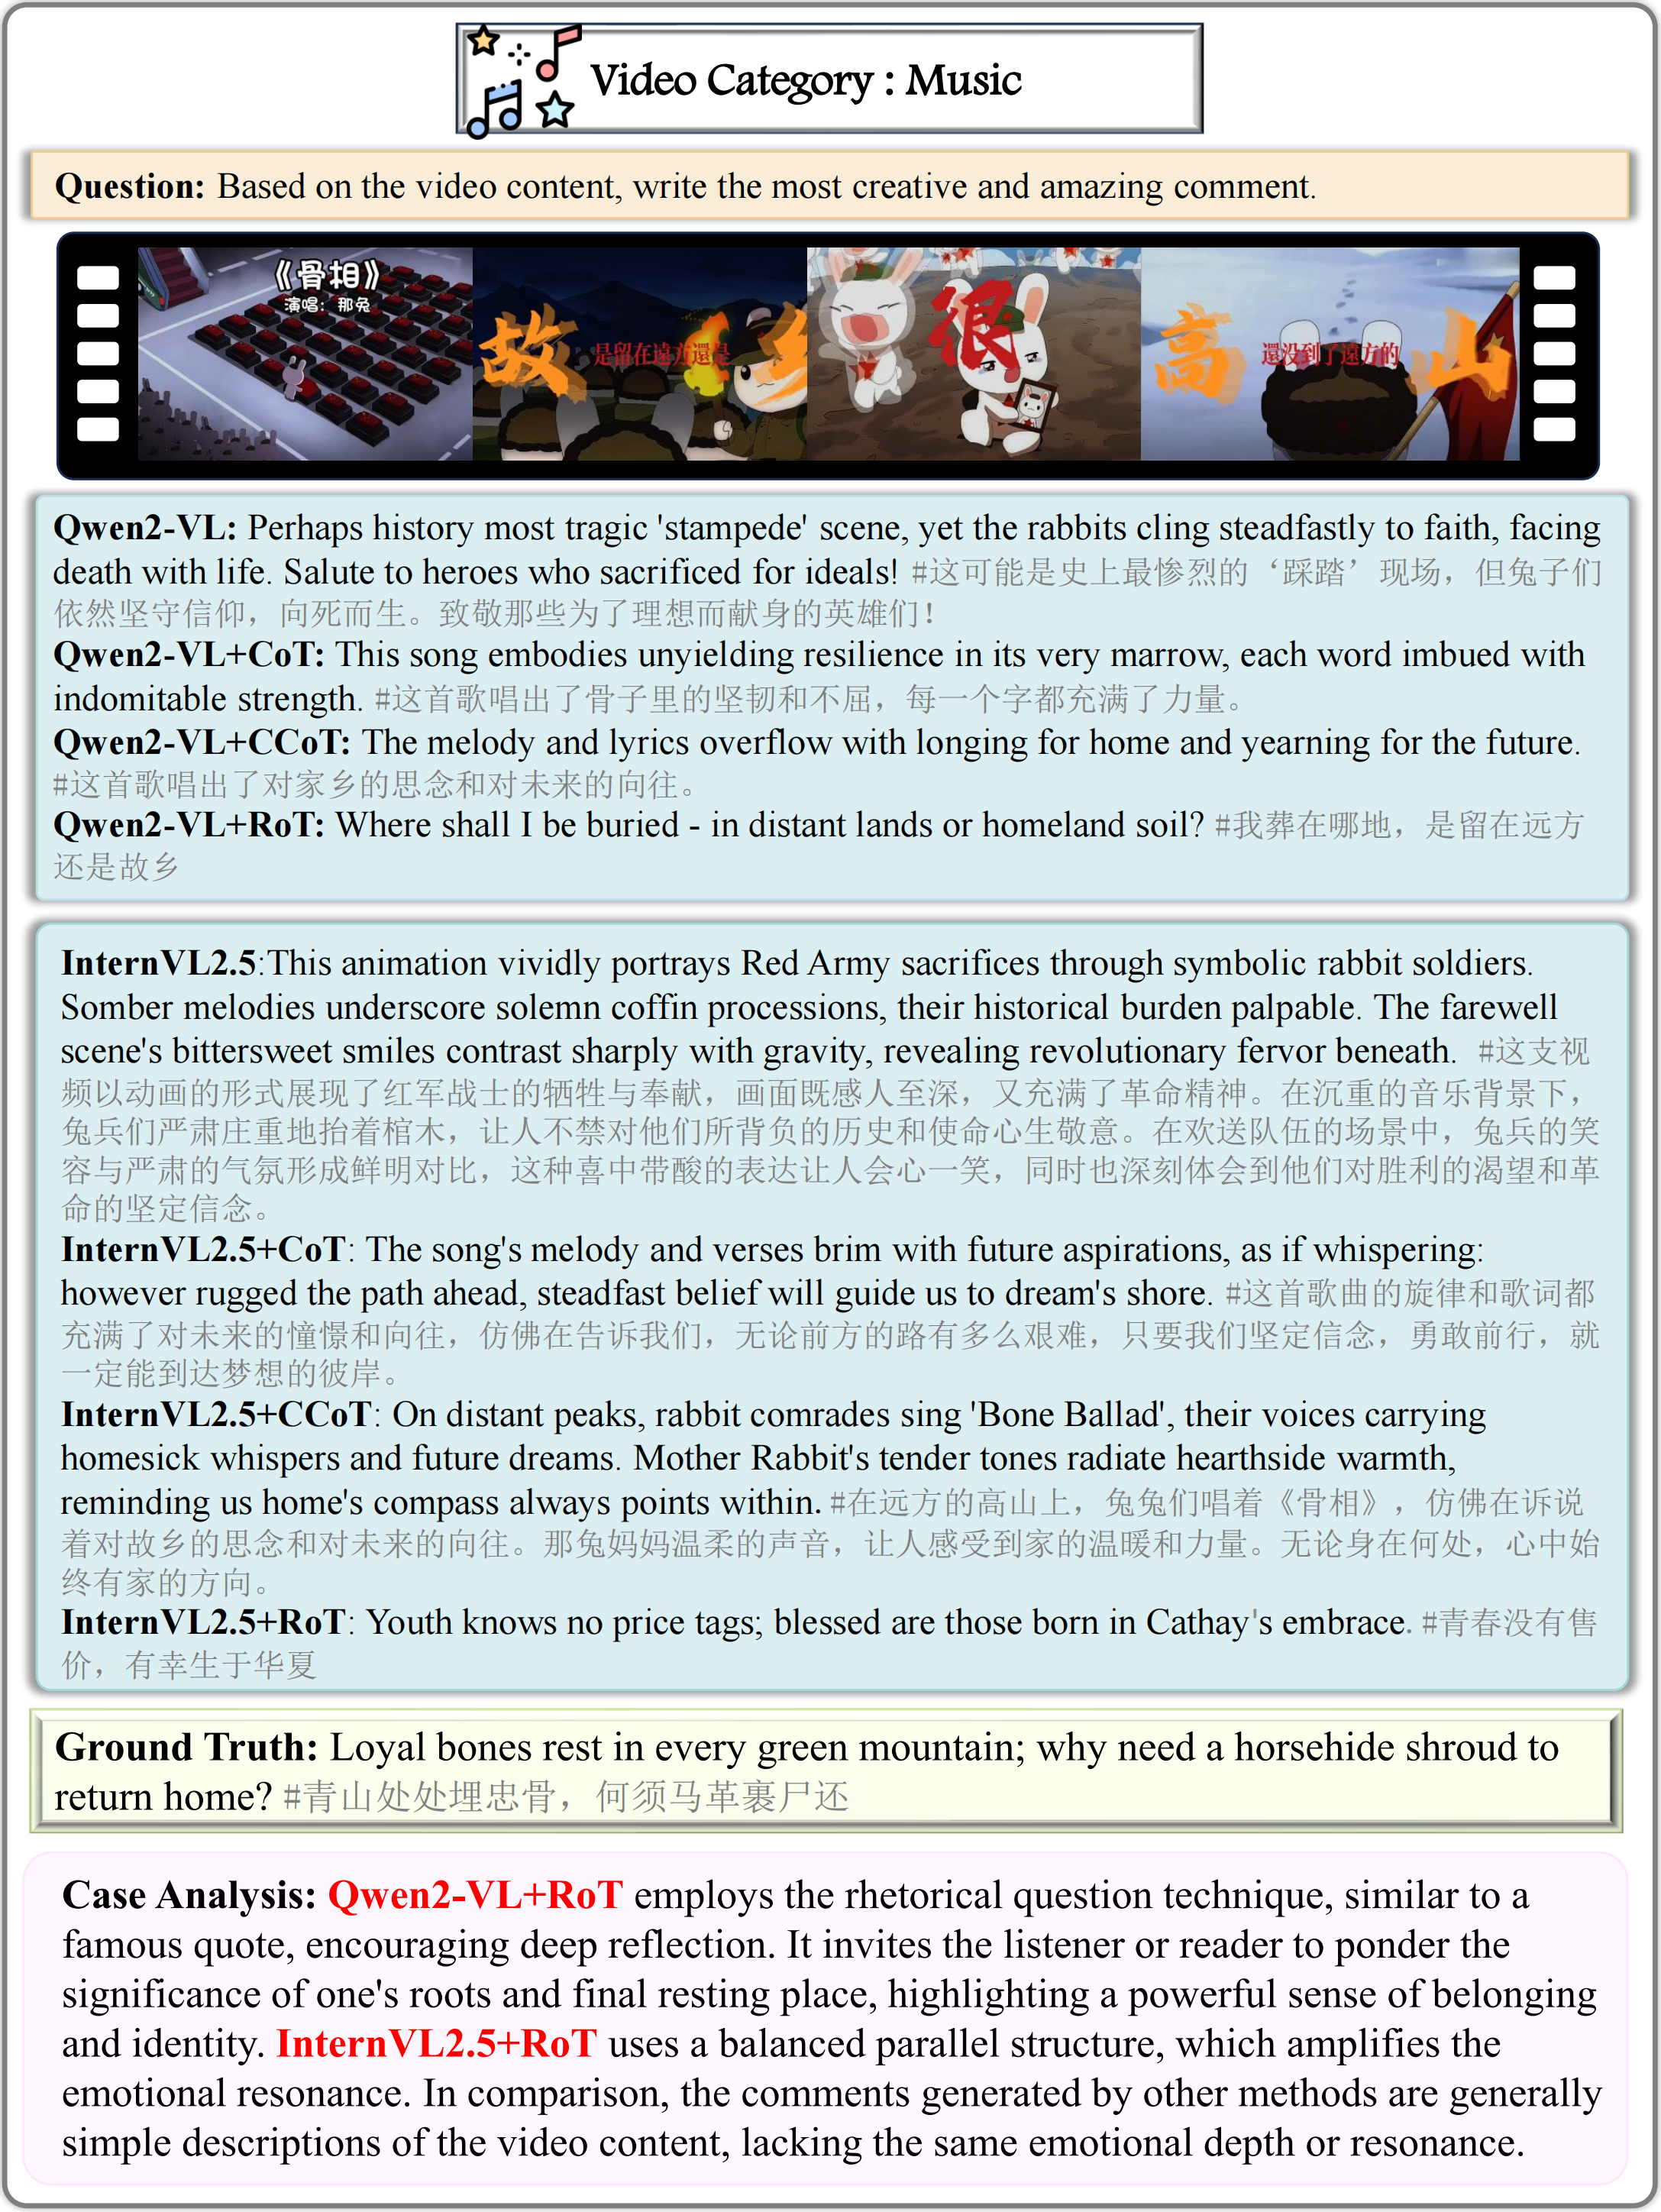 Video Category : Music
Question: Based on the video content, write the most creative and amazing comment.
《骨相》
演唱：那兔
故 是留在遠方還是
很
高 還没到了遠方的 山
Qwen2-VL: Perhaps history most tragic 'stampede' scene, yet the rabbits cling steadfastly to faith, facing
death with life. Salute to heroes who sacrificed for ideals! #这可能是史上最惨烈的‘踩踏’现场，但兔子们
依然坚守信仰，向死而生。致敬那些为了理想而献身的英雄们！
Qwen2-VL+CoT: This song embodies unyielding resilience in its very marrow, each word imbued with
indomitable strength. #这首歌唱出了骨子里的坚韧和不屈，每一个字都充满了力量。
Qwen2-VL+CCoT: The melody and lyrics overflow with longing for home and yearning for the future.
#这首歌唱出了对家乡的思念和对未来的向往。
Qwen2-VL+RoT: Where shall I be buried - in distant lands or homeland soil? #我葬在哪地，是留在远方
还是故乡
InternVL2.5:This animation vividly portrays Red Army sacrifices through symbolic rabbit soldiers.
Somber melodies underscore solemn coffin processions, their historical burden palpable. The farewell
scene's bittersweet smiles contrast sharply with gravity, revealing revolutionary fervor beneath. #这支视
频以动画的形式展现了红军战士的牺牲与奉献，画面既感人至深，又充满了革命精神。在沉重的音乐背景下，
兔兵们严肃庄重地抬着棺木，让人不禁对他们所背负的历史和使命心生敬意。在欢送队伍的场景中，兔兵的笑
容与严肃的气氛形成鲜明对比，这种喜中带酸的表达让人会心一笑，同时也深刻体会到他们对胜利的渴望和革
命的坚定信念。
InternVL2.5+CoT: The song's melody and verses brim with future aspirations, as if whispering:
however rugged the path ahead, steadfast belief will guide us to dream's shore. #这首歌曲的旋律和歌词都
充满了对未来的憧憬和向往，仿佛在告诉我们，无论前方的路有多么艰难，只要我们坚定信念，勇敢前行，就
一定能到达梦想的彼岸。
InternVL2.5+CCoT: On distant peaks, rabbit comrades sing 'Bone Ballad', their voices carrying
homesick whispers and future dreams. Mother Rabbit's tender tones radiate hearthside warmth,
reminding us home's compass always points within. #在远方的高山上，兔兔们唱着《骨相》，仿佛在诉说
着对故乡的思念和对未来的向往。那兔妈妈温柔的声音，让人感受到家的温暖和力量。无论身在何处，心中始
终有家的方向。
InternVL2.5+RoT: Youth knows no price tags; blessed are those born in Cathay's embrace. #青春没有售
价，有幸生于华夏
Ground Truth: Loyal bones rest in every green mountain; why need a horsehide shroud to
return home? #青山处处埋忠骨，何须马革裹尸还
Case Analysis: Qwen2-VL+RoT employs the rhetorical question technique, similar to a
famous quote, encouraging deep reflection. It invites the listener or reader to ponder the
significance of one's roots and final resting place, highlighting a powerful sense of belonging
and identity. InternVL2.5+RoT uses a balanced parallel structure, which amplifies the
emotional resonance. In comparison, the comments generated by other methods are generally
simple descriptions of the video content, lacking the same emotional depth or resonance.